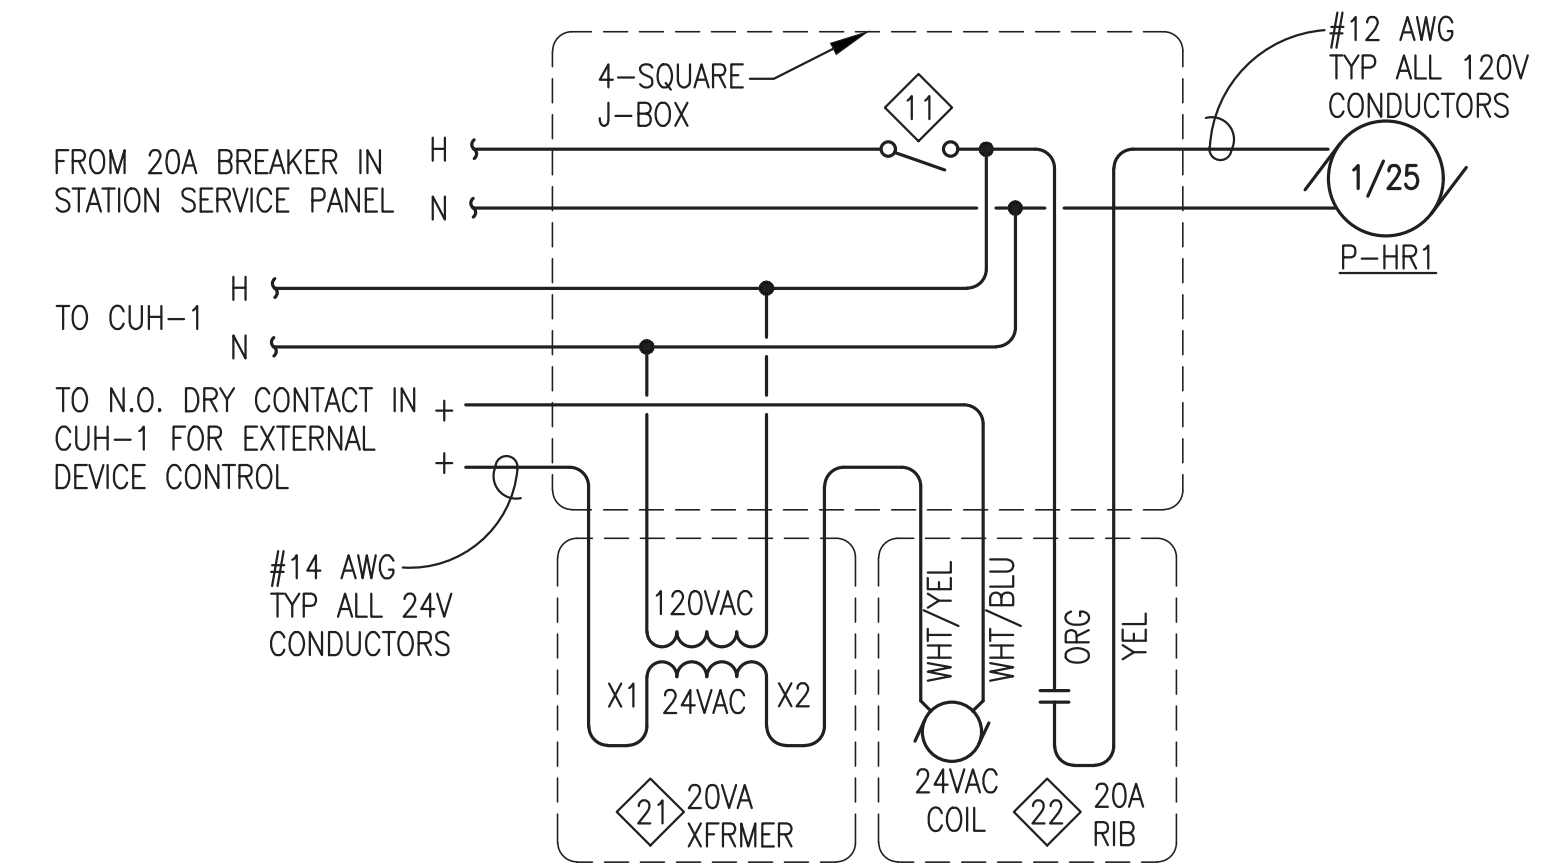 #12 AWG
TYP ALL 120V
CONDUCTORS
4-SQUARE
J-BOX
11
FROM 20A BREAKER IN
STATION SERVICE PANEL
H
N
1/25
P-HR1
TO CUH-1
H
N
TO N.O. DRY CONTACT IN
CUH-1 FOR EXTERNAL
DEVICE CONTROL
+
+
#14 AWG
TYP ALL 24V
CONDUCTORS
120VAC
X1
24VAC
X2
WHT/YEL
WHT/BLU
ORG
YEL
21
20VA
XFRMER
24VAC
COIL
22
20A
RIB